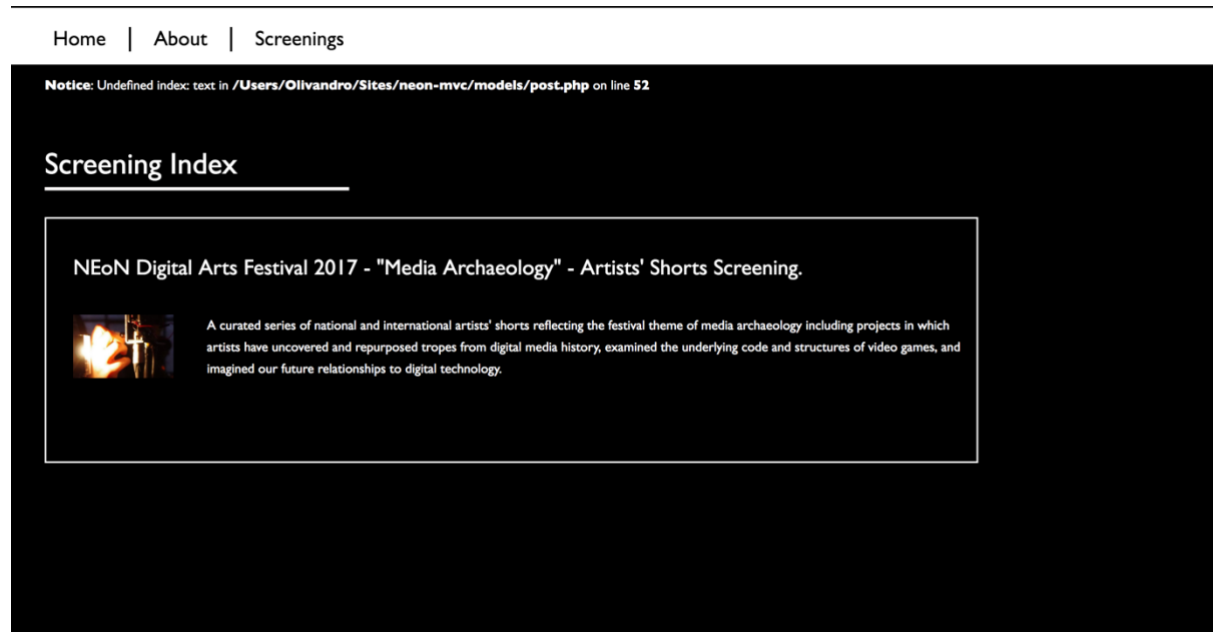 Home | About | Screenings
Notice: Undefined index: text in /Users/Olivandro/Sites/neon-mvc/models/post.php on line 52
Screening Index
NEoN Digital Arts Festival 2017 - "Media Archaeology" - Artists' Shorts Screening.
A curated series of national and international artists' shorts reflecting the festival theme of media archaeology including projects in which
artists have uncovered and repurposed tropes from digital media history, examined the underlying code and structures of video games, and
imagined our future relationships to digital technology.